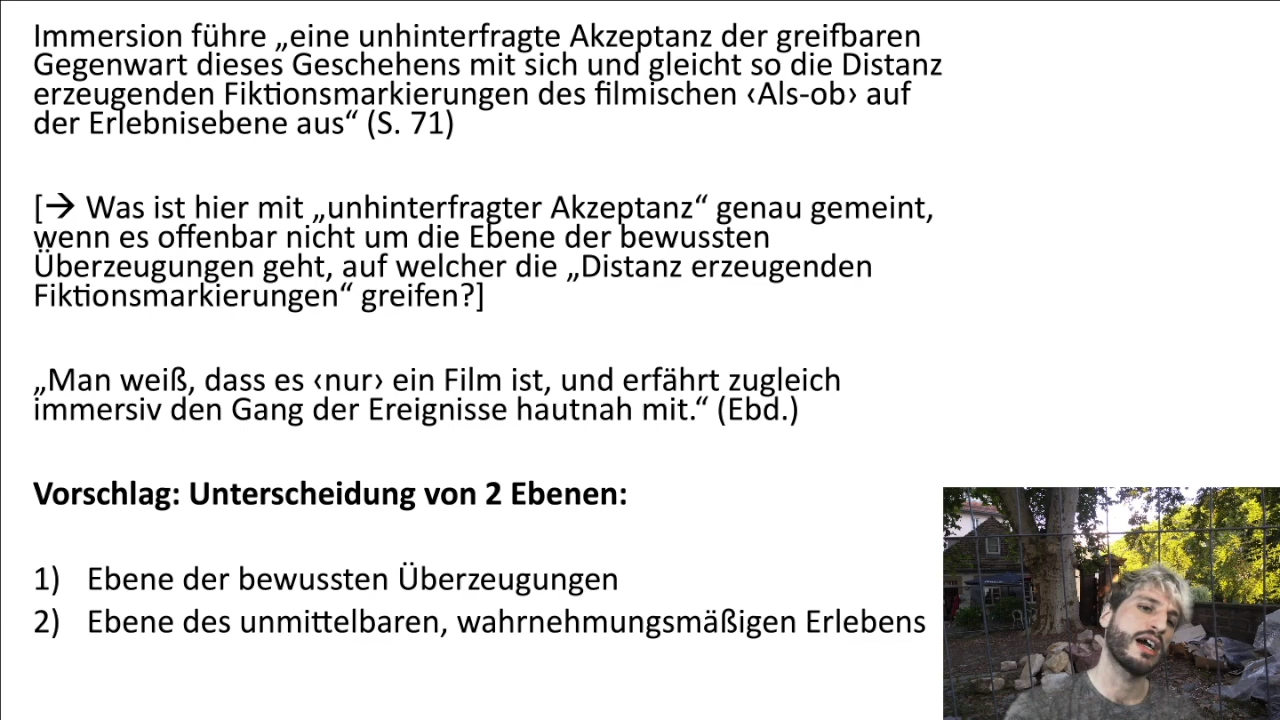 Immersion führe „eine unhinterfragte Akzeptanz der greifbaren
Gegenwart dieses Geschehens mit sich und gleicht so die Distanz
erzeugenden Fiktionsmarkierungen des filmischen ‹Als-ob› auf
der Erlebnisebene aus“ (S. 71)
[→ Was ist hier mit „unhinterfragter Akzeptanz“ genau gemeint,
wenn es offenbar nicht um die Ebene der bewussten
Überzeugungen geht, auf welcher die „Distanz erzeugenden
Fiktionsmarkierungen“ greifen?]
„Man weiß, dass es ‹nur› ein Film ist, und erfährt zugleich
immersiv den Gang der Ereignisse hautnah mit.“ (Ebd.)
Vorschlag: Unterscheidung von 2 Ebenen:
1) Ebene der bewussten Überzeugungen
2) Ebene des unmittelbaren, wahrnehmungsmäßigen Erlebens